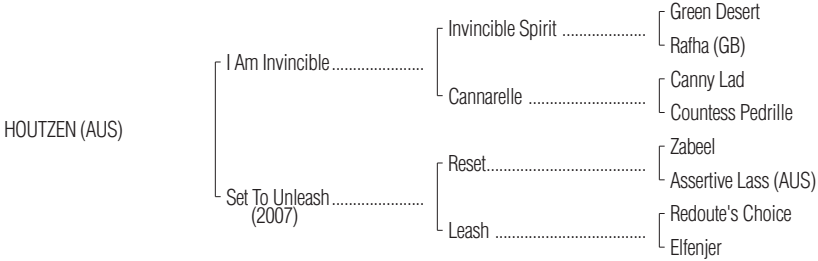 Green Desert
Invincible Spirit ....................
Rafha (GB)
I Am Invincible......................
Canny Lad
Cannarelle ............................
Countess Pedrille
HOUTZEN (AUS)
Zabeel
Reset......................................
Assertive Lass (AUS)
Set To Unleash......................
(2007)
Redoute's Choice
Leash ....................................
Elfenjer